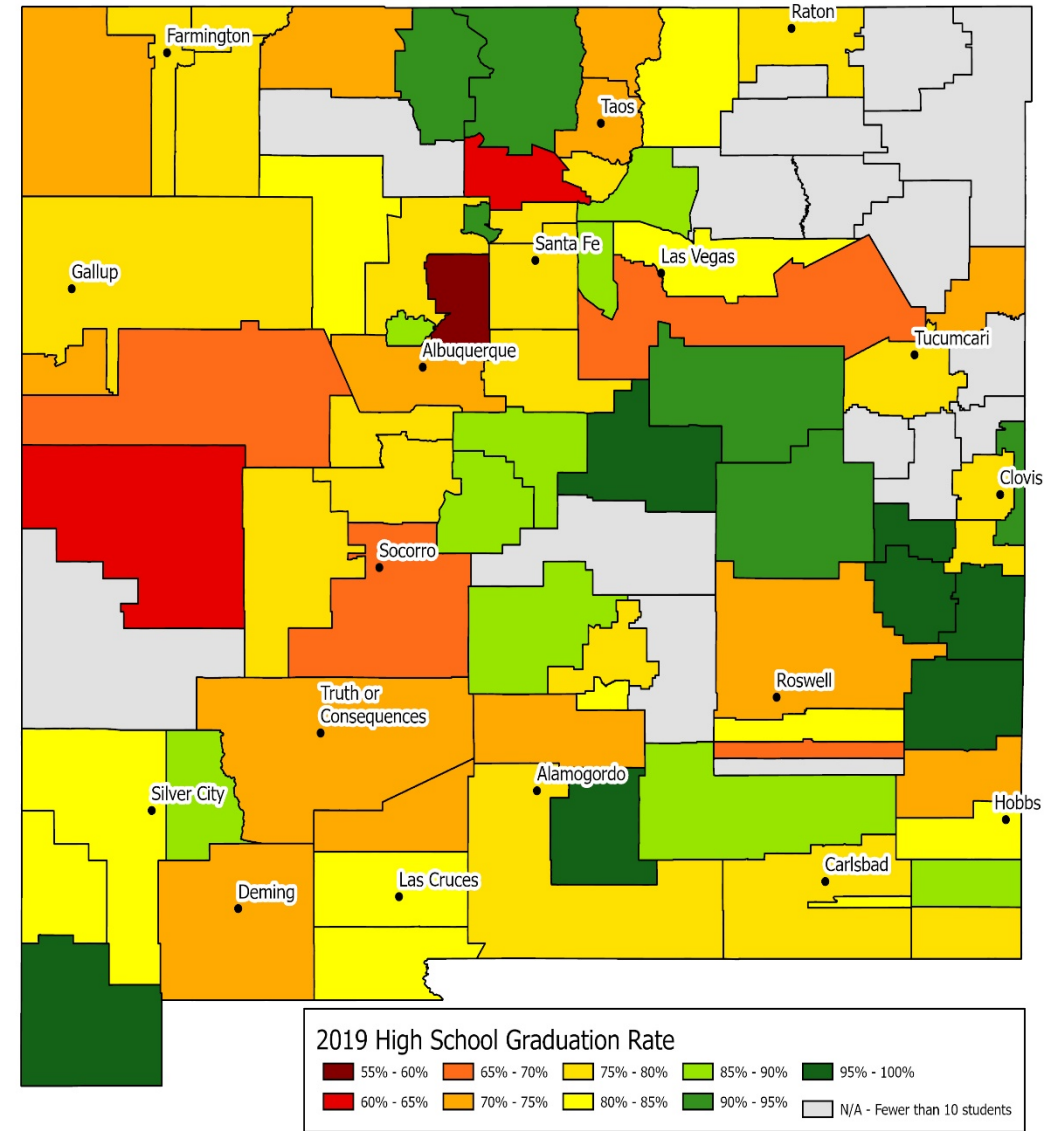 Raton
Farmington
Taos
Santa Fe
Las Vegas
Gallup
Tucumcari
Albuquerque
Clovis
Socorro
Roswell
Truth or
Consequences
Alamogordo
Silver City
Hobbs
Carlsbad
Las Cruces
Deming
2019 High School Graduation Rate
55% - 60% 65% - 70% 75% - 80% 85% - 90% 95% - 100%
60% - 65% 70% - 75% 80% - 85% 90% - 95% N/A - Fewer than 10 students